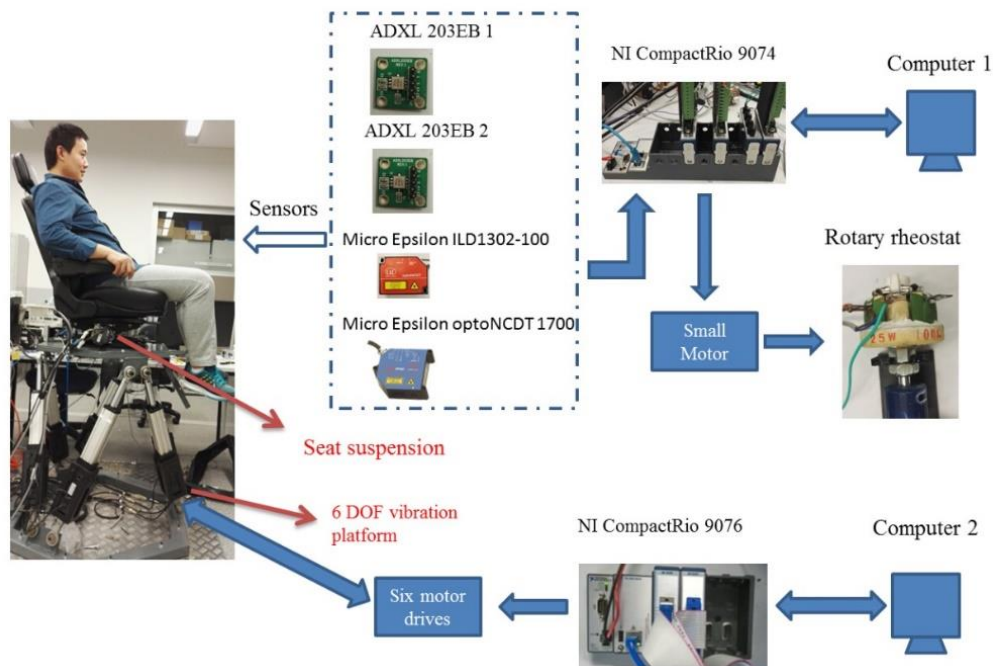 ADXL 203EB 1
NI CompactRio 9074
Computer 1
ADXL 203EB 2
Sensors
Micro Epsilon ILD1302-100
Rotary rheostat
Micro Epsilon optoNCDT 1700
Small
Motor
25W
Seat suspension
6 DOF vibration
platform
NI CompactRio 9076
Computer 2
Six motor
drives